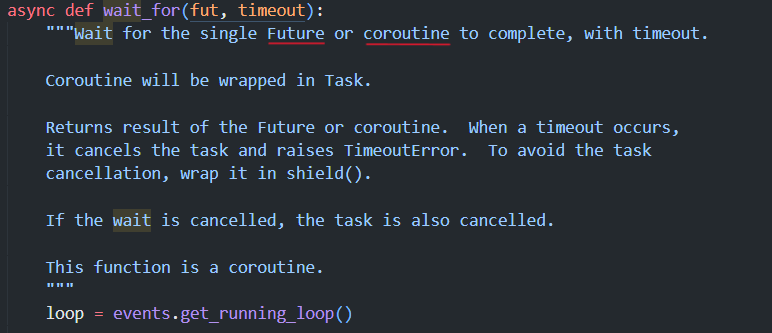 async def wait_for(fut, timeout):
"""Wait for the single Future or coroutine to complete, with timeout.
Coroutine will be wrapped in Task.
Returns result of the Future or coroutine.  When a timeout occurs,
it cancels the task and raises TimeoutError.  To avoid the task
cancellation, wrap it in shield().
If the wait is cancelled, the task is also cancelled.
This function is a coroutine.
"""
loop = events.get_running_loop()